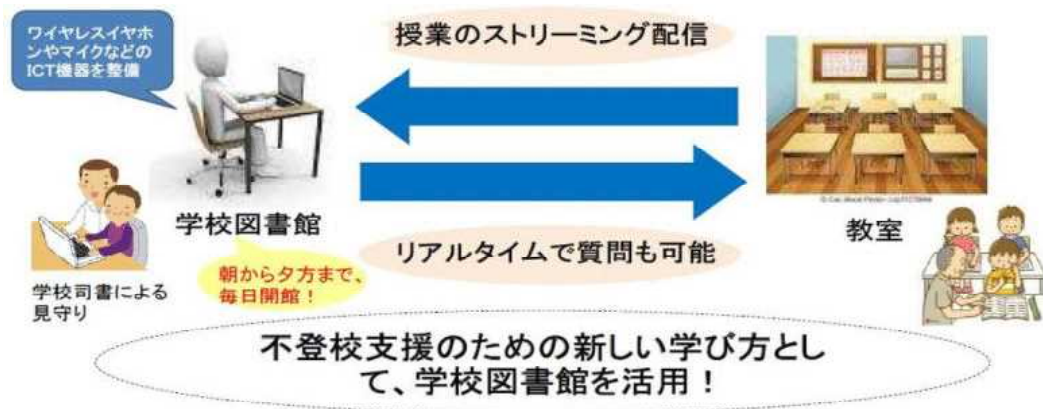 ワイヤレスイヤホ
ンやマイクなどの
ICT機器を整備
授業のストリーミング配信
学校図書館
教室
リアルタイムで質問も可能
朝から夕方まで、
毎日開館！
学校司書による
見守り
不登校支援のための新しい学び方とし
て、学校図書館を活用！